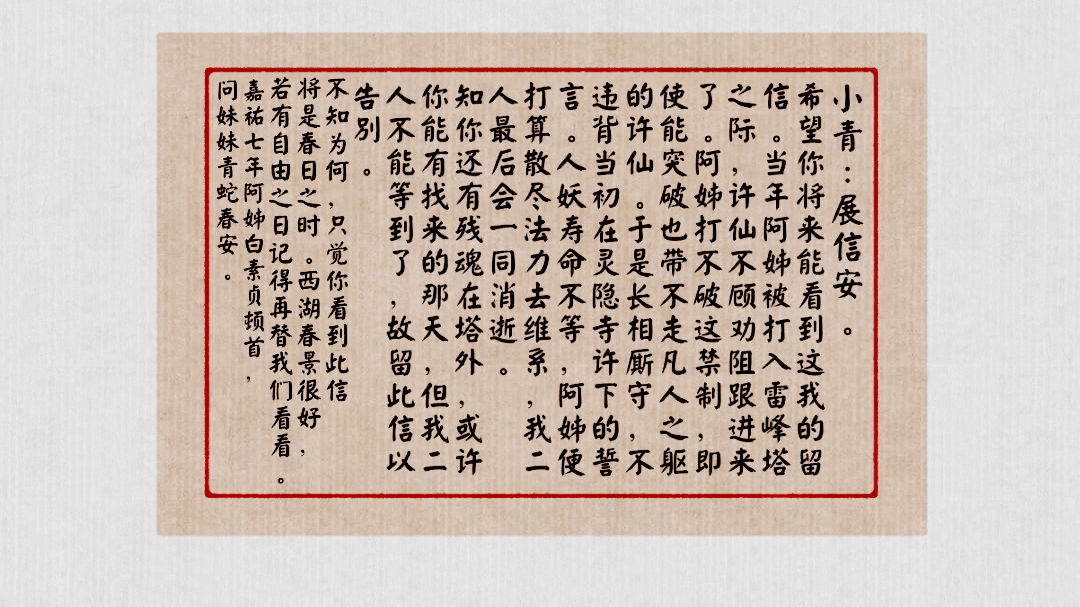 小青：展信安。
希望你将来能看到这我的留
信。当年阿姊被打入雷峰塔
之际，许仙不顾劝阻跟进来
了。阿姊打不破这禁制，即
使能突破也带不走凡人之躯
的许仙。于是长相厮守，不
违背当初在灵隐寺许下的誓
言。人妖寿命不等，阿姊便
打算散尽法力去维系，我二
人最后会一同消逝。
知你还有残魂在塔外，或许
你能有找来的那天，但我二
人不能等到了，故留此信以
告别。
不知为何，只觉你看到此信
将是春日之时。西湖春景很好，
若有自由之日记得再替我们看看。
嘉祐七年阿姊白素贞顿首，
问妹妹青蛇春安。